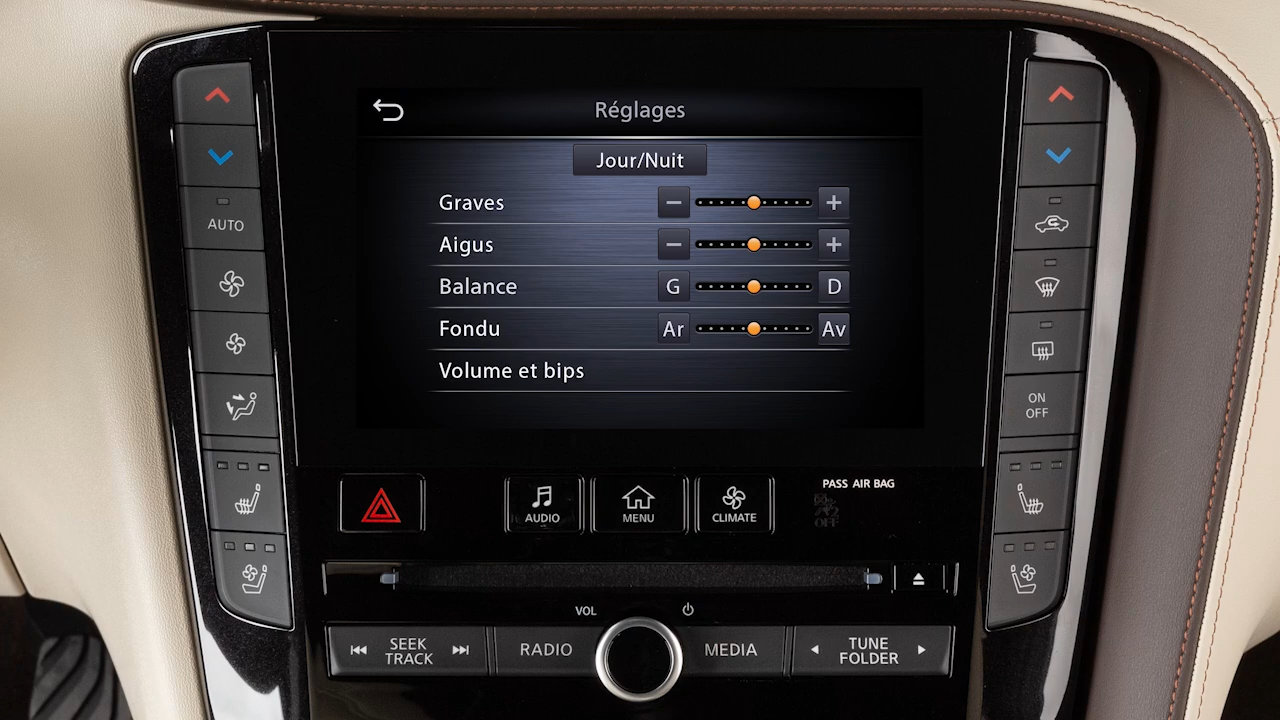 Réglages
Jour/Nuit
Graves − +
Aigus − +
Balance G D
Fondu Ar Av
Volume et bips
AUTO
ON
OFF
AUDIO
MENU
CLIMATE
PASS AIR BAG
OFF
VOL
SEEK
TRACK
RADIO
MEDIA
TUNE
FOLDER